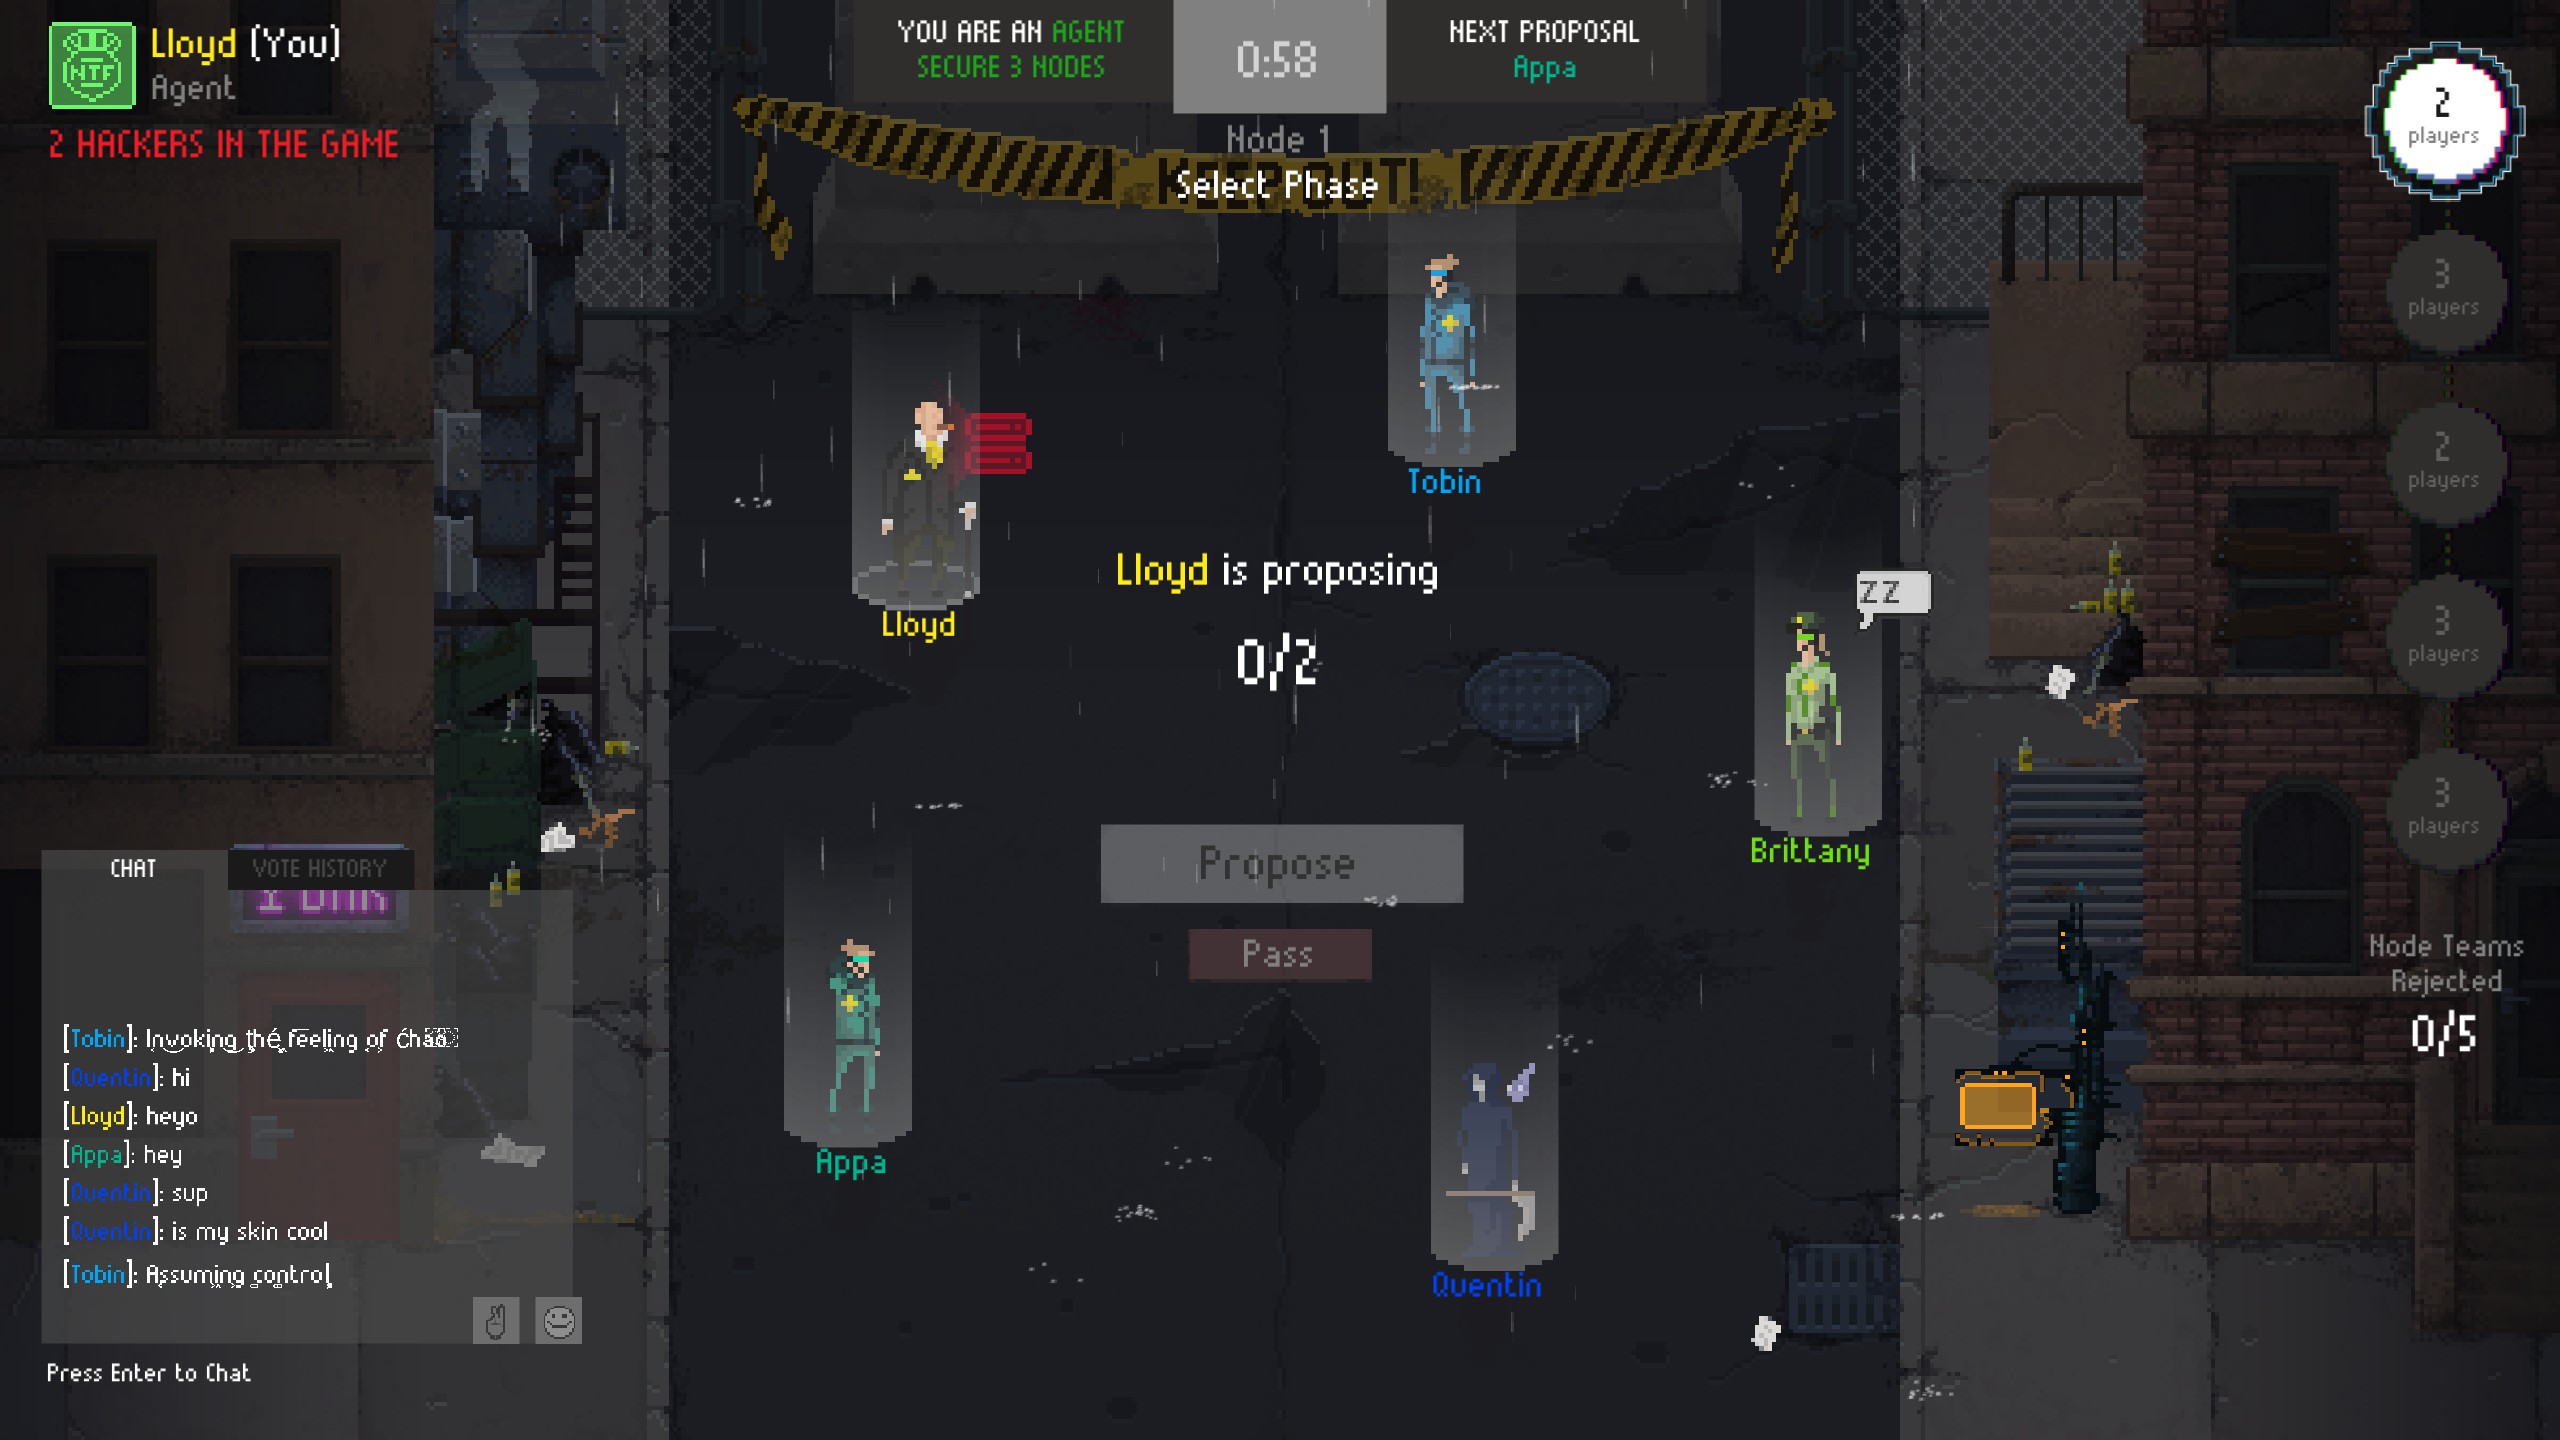 Lloyd (You)
Agent
NTF
2 HACKERS IN THE GAME
YOU ARE AN AGENT
SECURE 3 NODES
0:58
NEXT PROPOSAL
Appa
Node 1
Select Phase
2
players
3
players
2
players
3
players
3
players
Node Teams
Rejected
0/5
Tobin
Lloyd
Lloyd is proposing
0/2
ZZ
Brittany
Propose
Pass
Appa
Quentin
CHAT
VOTE HISTORY
[Tobin]: Invoking the feeling of
[Quentin]: hi
[Lloyd]: heyo
[Appa]: hey
[Quentin]: sup
[Quentin]: is my skin cool
[Tobin]: Assuming control
Press Enter to Chat